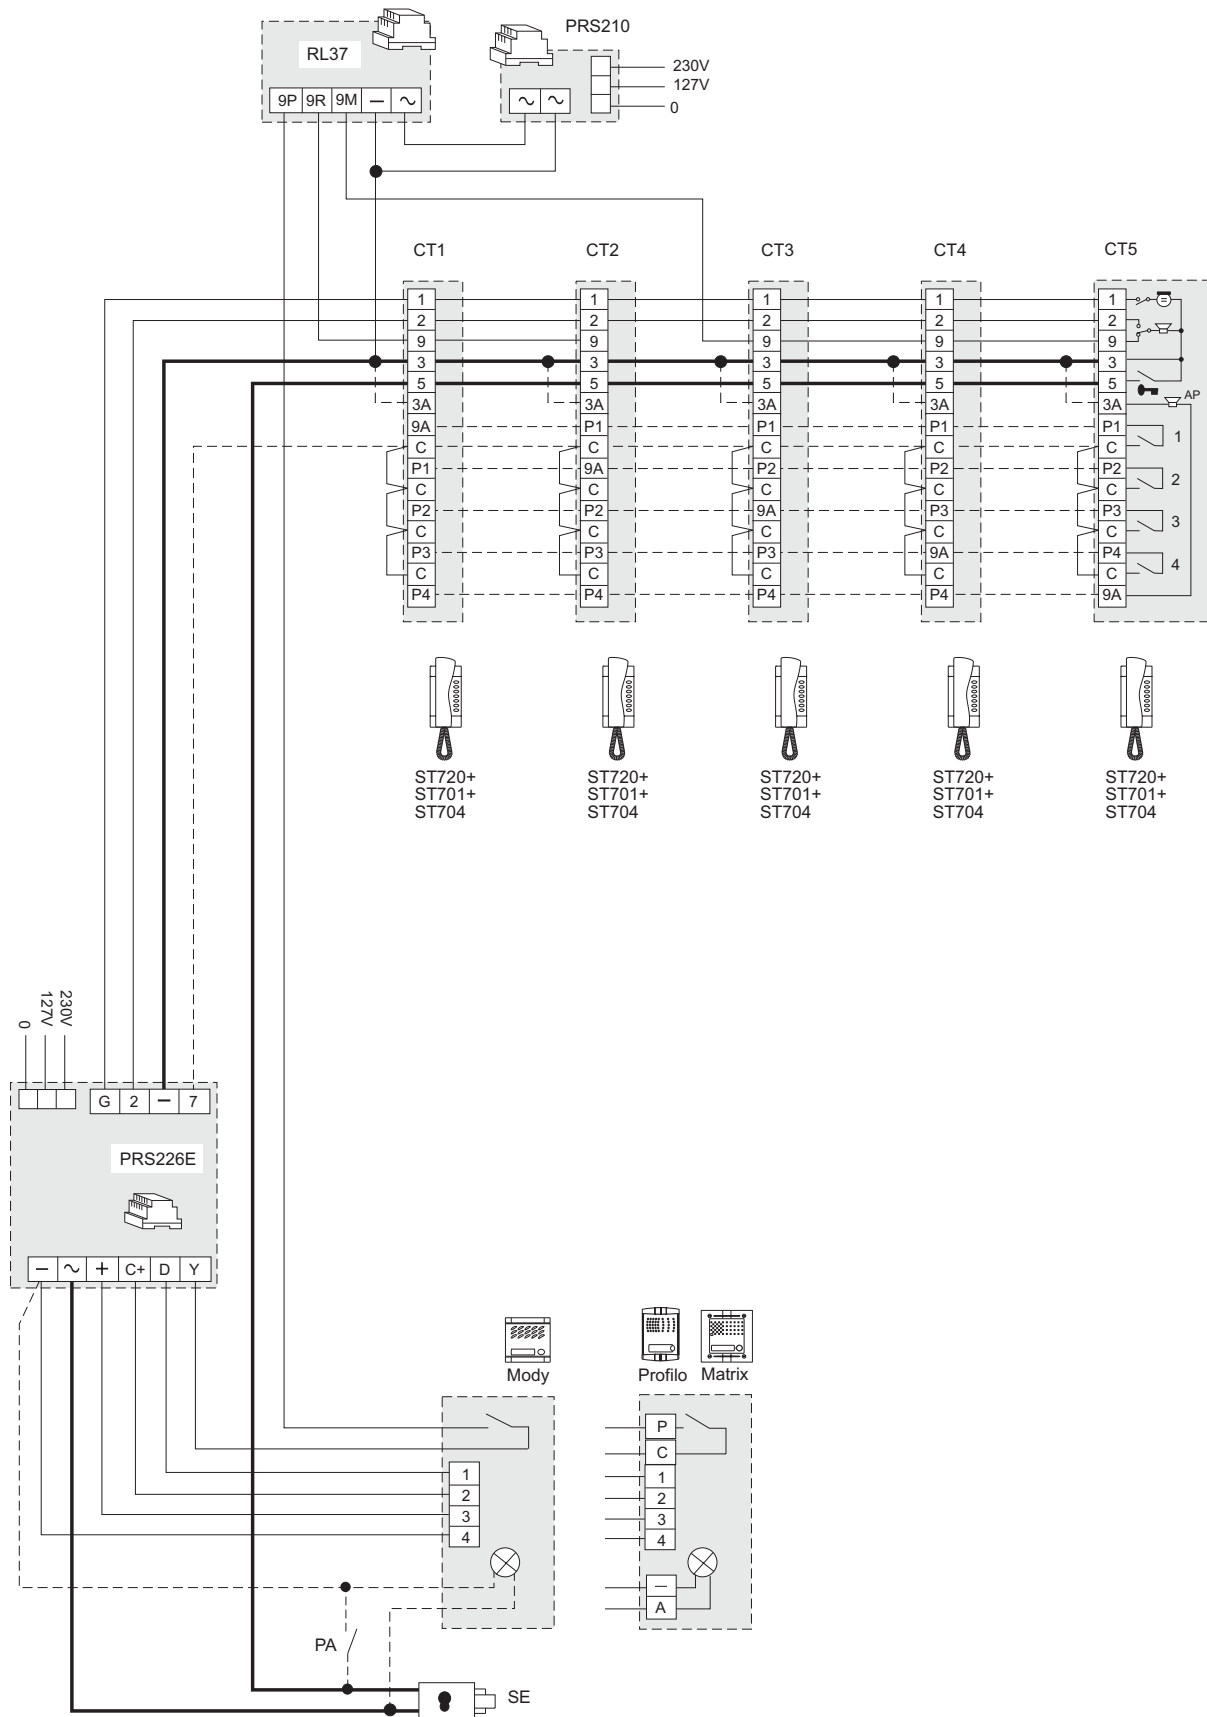 PRS210
RL37
230V
127V
0
9P 9R 9M — ~
~ ~
CT1 CT2 CT3 CT4 CT5
1 1 1 1 1
2 2 2 2 2
9 9 9 9 9
3 3 3 3 3
5 5 5 5 5
3A 3A 3A 3A 3A AP
9A P1 P1 P1 P1 1
C C C C C
P1 9A P2 P2 P2 2
C C C C C
P2 P2 9A P3 P3 3
C C C C C
P3 P3 P3 9A P4 4
C C C C C
P4 P4 P4 P4 9A
ST720+ ST720+ ST720+ ST720+ ST720+
ST701+ ST701+ ST701+ ST701+ ST701+
ST704 ST704 ST704 ST704 ST704
0 127V 230V
G 2 — 7
PRS226E
— ~ + C+ D Y
Mody Profilo Matrix
P
C
1 1
2 2
3 3
4 4
—
A
PA
SE